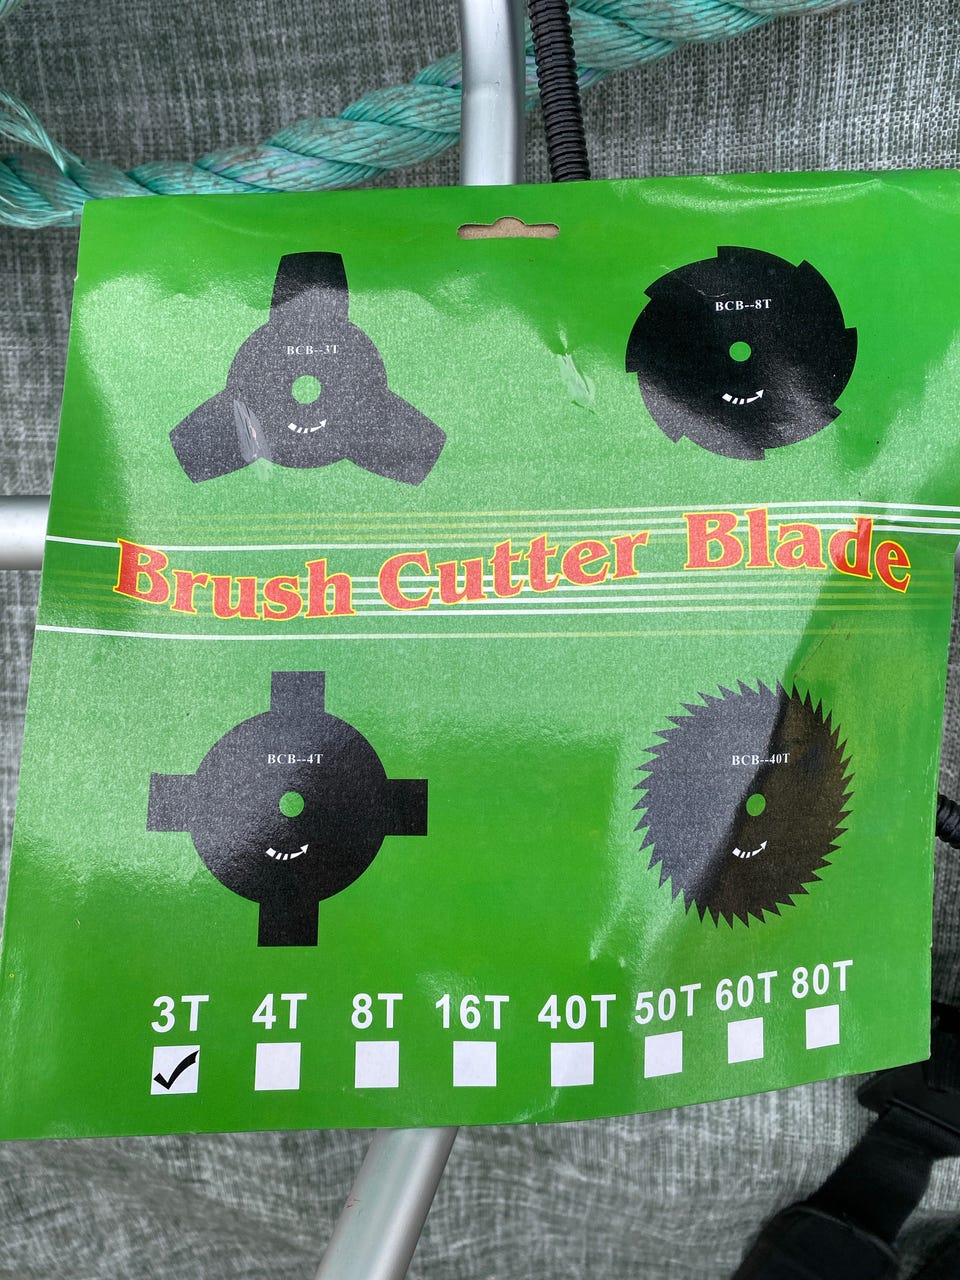 BCB--3T
BCB--8T
Brush Cutter Blade
BCB--4T
BCB--40T
3T 4T 8T 16T 40T 50T 60T 80T